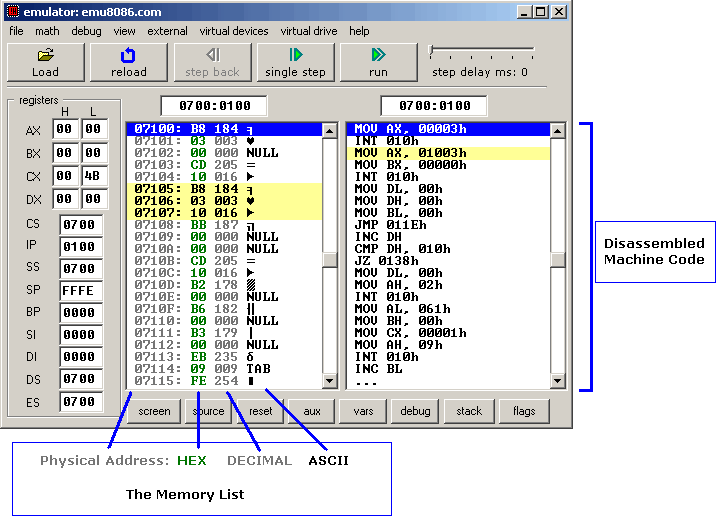 emulator: emu8086.com
file math debug view external virtual devices virtual drive help
Load reload step back single step run step delay ms: 0
registers
H L
AX 00 00
BX 00 00
CX 00 4B
DX 00 00
CS 0700
IP 0100
SS 0700
SP FFFE
BP 0000
SI 0000
DI 0000
DS 0700
ES 0700
0700:0100
07100: B8 184 ╕
07101: 03 003 ♥
07102: 00 000 NULL
07103: CD 205 =
07104: 10 016 ►
07105: B8 184 ╕
07106: 03 003 ♥
07107: 10 016 ►
07108: BB 187 ╗
07109: 00 000 NULL
0710A: 00 000 NULL
0710B: CD 205 =
0710C: 10 016 ►
0710D: B2 178 ▓
0710E: 00 000 NULL
0710F: B6 182 ╢
07110: 00 000 NULL
07111: B3 179 │
07112: 00 000 NULL
07113: EB 235 δ
07114: 09 009 TAB
07115: FE 254 ■
0700:0100
MOV AX, 00003h
INT 010h
MOV AX, 01003h
MOV BX, 00000h
INT 010h
MOV DL, 00h
MOV DH, 00h
MOV BL, 00h
JMP 011Eh
INC DH
CMP DH, 010h
JZ 0138h
MOV DL, 00h
MOV AH, 02h
INT 010h
MOV AL, 061h
MOV BH, 00h
MOV CX, 00001h
MOV AH, 09h
INT 010h
INC BL
...
screen source reset aux vars debug stack flags
Disassembled
Machine Code
Physical Address: HEX DECIMAL ASCII
The Memory List